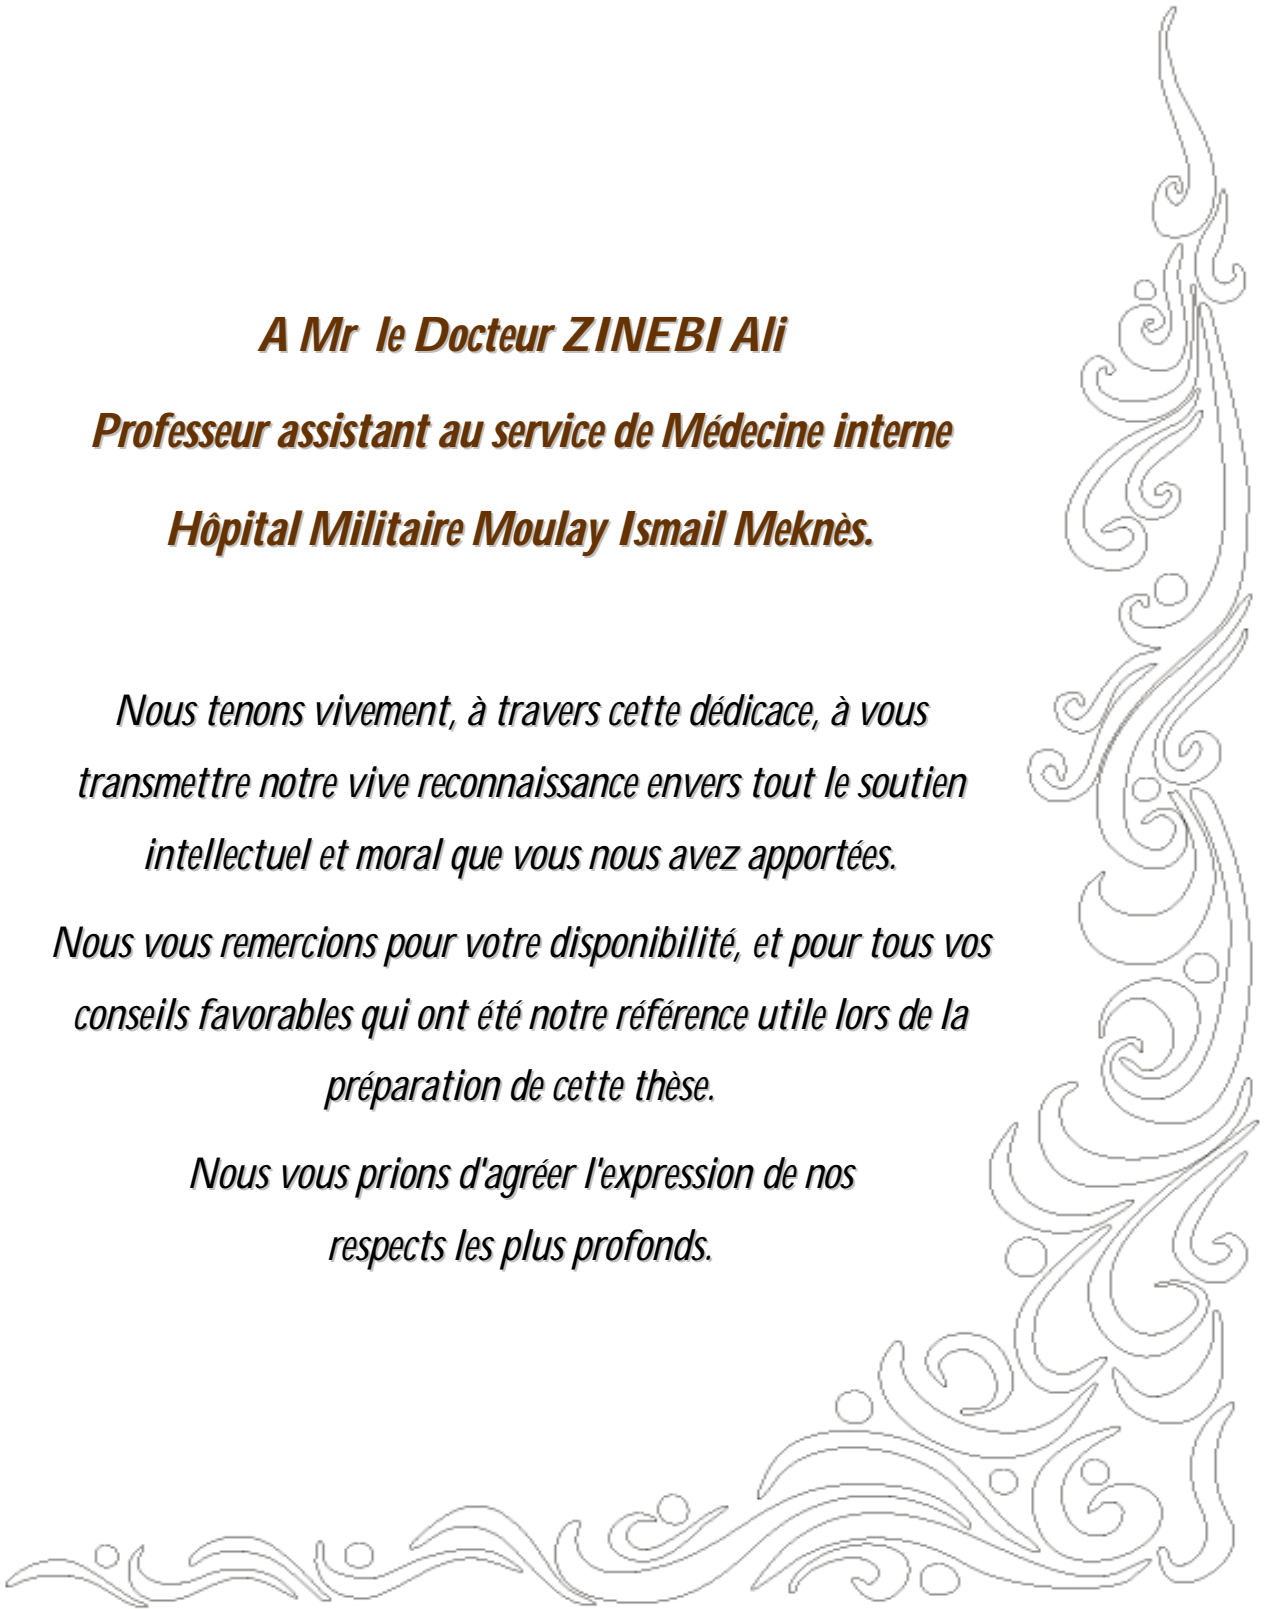 A Mr le Docteur ZINEBI Ali
Professeur assistant au service de Médecine interne
Hôpital Militaire Moulay Ismail Meknès.
Nous tenons vivement, à travers cette dédicace, à vous
transmettre notre vive reconnaissance envers tout le soutien
intellectuel et moral que vous nous avez apportées.
Nous vous remercions pour votre disponibilité, et pour tous vos
conseils favorables qui ont été notre référence utile lors de la
préparation de cette thèse.
Nous vous prions d'agréer l'expression de nos
respects les plus profonds.